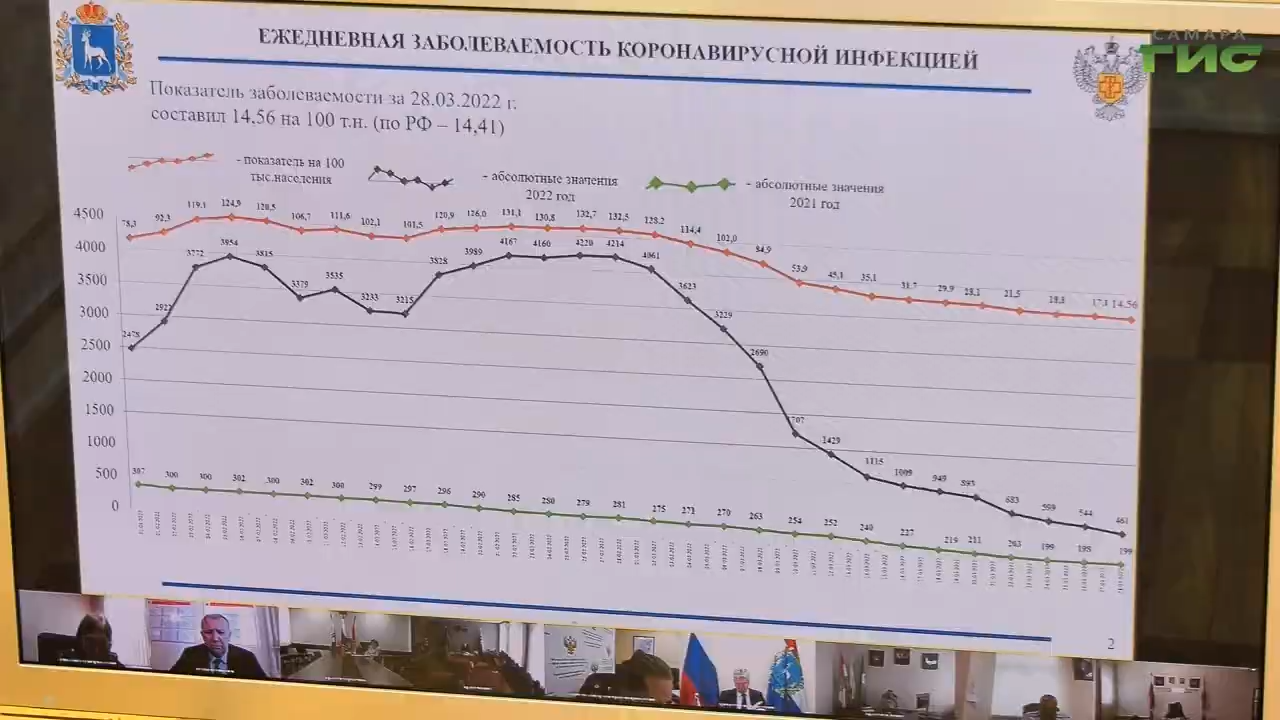 САМАРА
ГИС
ЕЖЕДНЕВНАЯ ЗАБОЛЕВАЕМОСТЬ КОРОНАВИРУСНОЙ ИНФЕКЦИЕЙ
Показатель заболеваемости за 28.03.2022 г.
составил 14,56 на 100 т.н. (по РФ – 14,41)
- показатель на 100
тыс.населения
- абсолютные значения
2022 год
- абсолютные значения
2021 год
4500
4000
3500
3000
2500
2000
1500
1000
500
0
78,3 92,3 119,1 124,9 120,5 106,7 111,6 102,1 101,5 120,9 126,0 131,1 130,8 132,7 132,5 128,2 114,4 102,0 84,9 53,9 45,1 35,1 31,7 29,9 28,1 21,5 18,8 17,1 14,56
2478 2922 3772 3954 3815 3379 3535 3233 3215 3828 3989 4167 4160 4220 4214 4061 3623 3229 2690 1707 1429 1115 1009 949 893 683 599 544 461
307 300 300 302 300 302 300 299 297 296 290 285 280 279 281 275 273 270 263 254 252 240 227 219 211 203 199 198 199
2